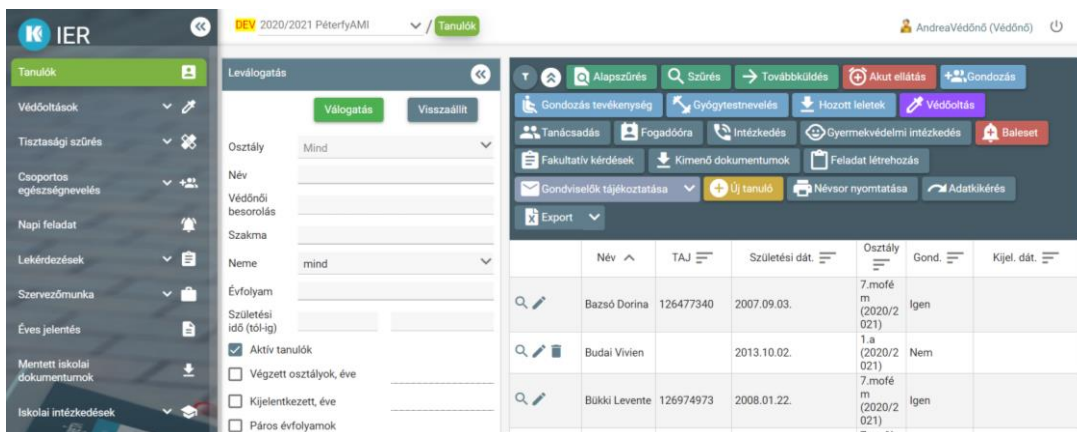 IER
DEV 2020/2021 PéterfyAMI / Tanulók
AndreaVédőnő (Védőnő)
Tanulók
Védőoltások
Tisztasági szűrés
Csoportos
egészségnevelés
Napi feladat
Lekérdezések
Szervezőmunka
Éves jelentés
Mentett iskolai
dokumentumok
Iskolai intézkedések
Leválogatás
Válogatás Visszaállít
Osztály Mind
Név
Védőnői
besorolás
Szakma
Neme mind
Évfolyam
Születési
idő (tól-ig)
Aktív tanulók
Végzett osztályok, éve
Kijelentkezett, éve
Páros évfolyamok
Alapszűrés Szűrés Továbbküldés Akut ellátás Gondozás
Gondozás tevékenység Gyógytestnevelés Hozott leletek Védőoltás
Tanácsadás Fogadóóra Intézkedés Gyermekvédelmi intézkedés Baleset
Fakultatív kérdések Kimenő dokumentumok Feladat létrehozás
Gondviselők tájékoztatása Új tanuló Névsor nyomtatása Adatkikérés
Export
Név TAJ Születési dát. Osztály Gond. Kijel. dát.
Bazsó Dorina 126477340 2007.09.03. 7.mofé
m
(2020/2
021) Igen
Budai Vivien 2013.10.02. 1.a
(2020/2
021) Nem
Bükki Levente 126974973 2008.01.22. 7.mofé
m
(2020/2
021) Igen